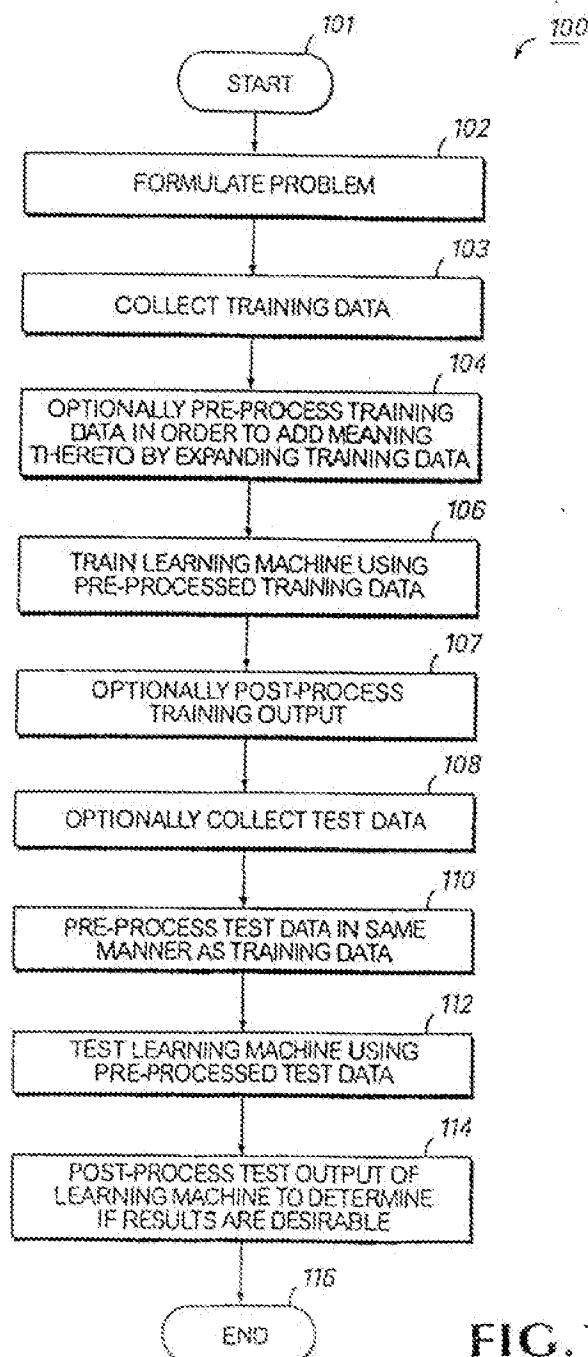 101
100
START
102
FORMULATE PROBLEM
103
COLLECT TRAINING DATA
104
OPTIONALLY PRE-PROCESS TRAINING
DATA IN ORDER TO ADD MEANING
THERETO BY EXPANDING TRAINING DATA
106
TRAIN LEARNING MACHINE USING
PRE-PROCESSED TRAINING DATA
107
OPTIONALLY POST-PROCESS
TRAINING OUTPUT
108
OPTIONALLY COLLECT TEST DATA
110
PRE-PROCESS TEST DATA IN SAME
MANNER AS TRAINING DATA
112
TEST LEARNING MACHINE USING
PRE-PROCESSED TEST DATA
114
POST-PROCESS TEST OUTPUT OF
LEARNING MACHINE TO DETERMINE
IF RESULTS ARE DESIRABLE
116
END
FIG.